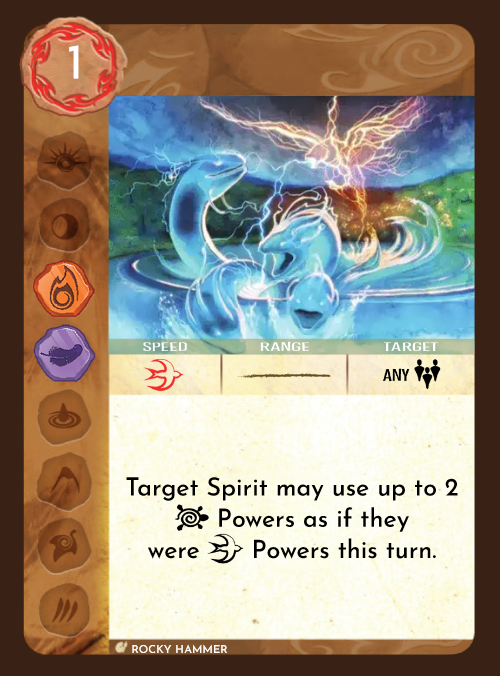 1
SPEED RANGE TARGET
ANY
Target Spirit may use up to 2
Powers as if they
were Powers this turn.
ROCKY HAMMER